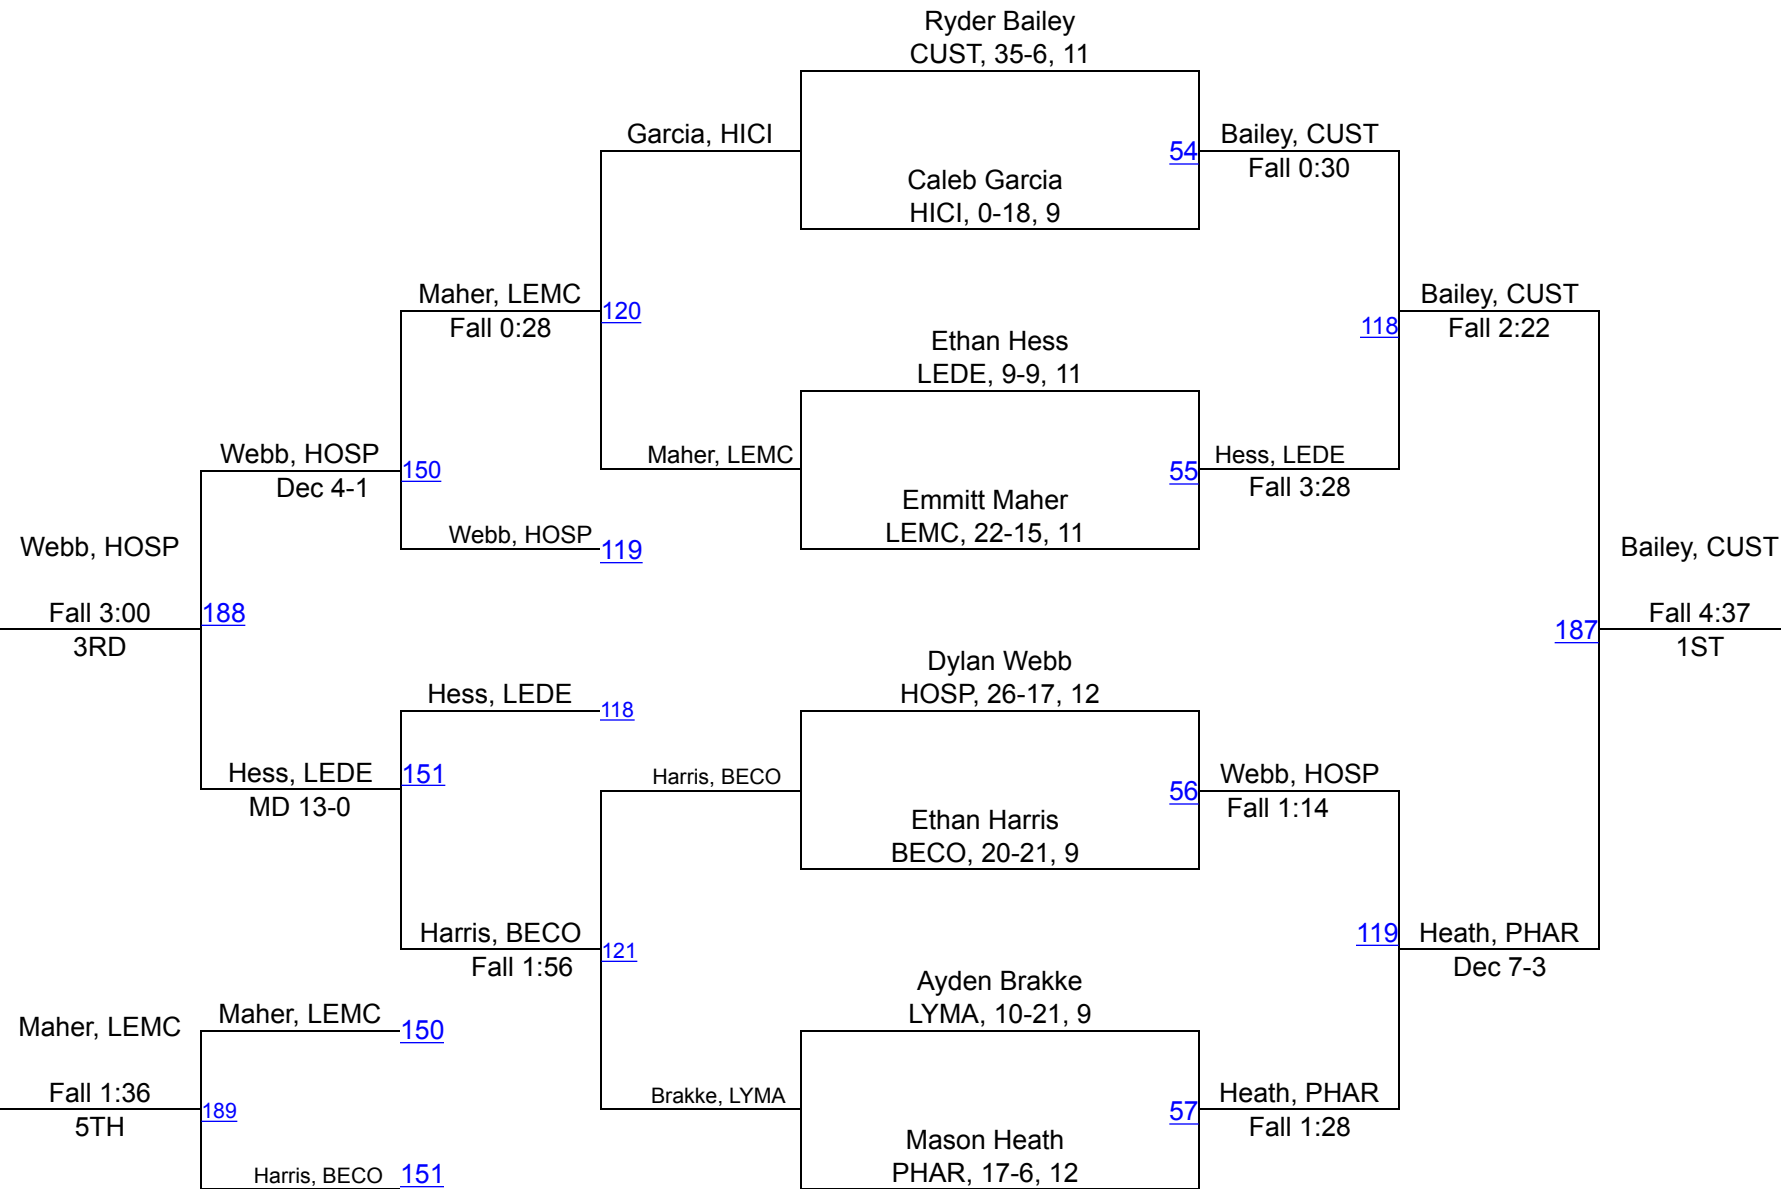 Ryder Bailey
CUST, 35-6, 11
Garcia, HICI
54
Bailey, CUST
Fall 0:30
Caleb Garcia
HICI, 0-18, 9
Maher, LEMC
Fall 0:28
120
Bailey, CUST
Fall 2:22
118
Ethan Hess
LEDE, 9-9, 11
Webb, HOSP
Dec 4-1
150
Maher, LEMC
55
Hess, LEDE
Fall 3:28
Emmitt Maher
LEMC, 22-15, 11
Webb, HOSP
119
Webb, HOSP
Fall 3:00
3RD
188
Bailey, CUST
Fall 4:37
1ST
187
Dylan Webb
HOSP, 26-17, 12
Hess, LEDE
118
Hess, LEDE
MD 13-0
151
Harris, BECO
56
Webb, HOSP
Fall 1:14
Ethan Harris
BECO, 20-21, 9
Harris, BECO
Fall 1:56
121
119
Heath, PHAR
Dec 7-3
Ayden Brakke
LYMA, 10-21, 9
Maher, LEMC
150
Maher, LEMC
Fall 1:36
5TH
189
Brakke, LYMA
57
Heath, PHAR
Fall 1:28
Mason Heath
PHAR, 17-6, 12
Harris, BECO
151